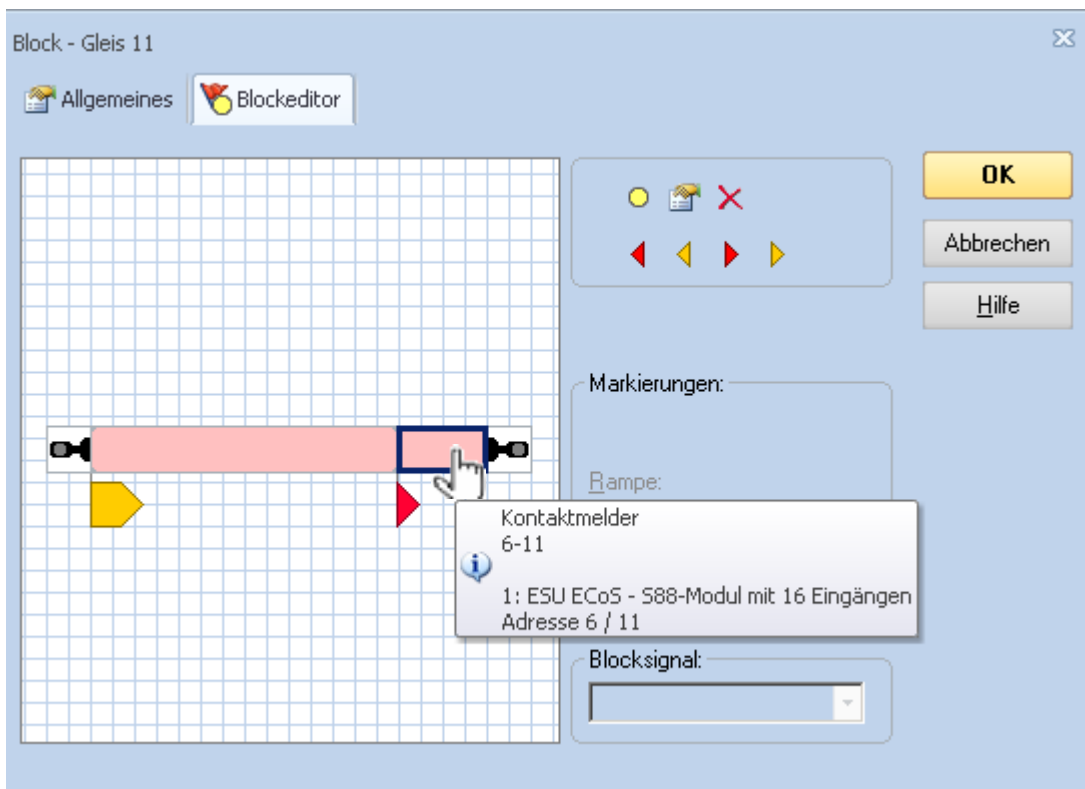 Block - Gleis 11
Allgemeines
Blockeditor
OK
Abbrechen
Hilfe
Markierungen:
Rampe:
Kontaktmelder
6-11
1: ESU ECoS - S88-Modul mit 16 Eingängen
Adresse 6 / 11
Blocksignal: